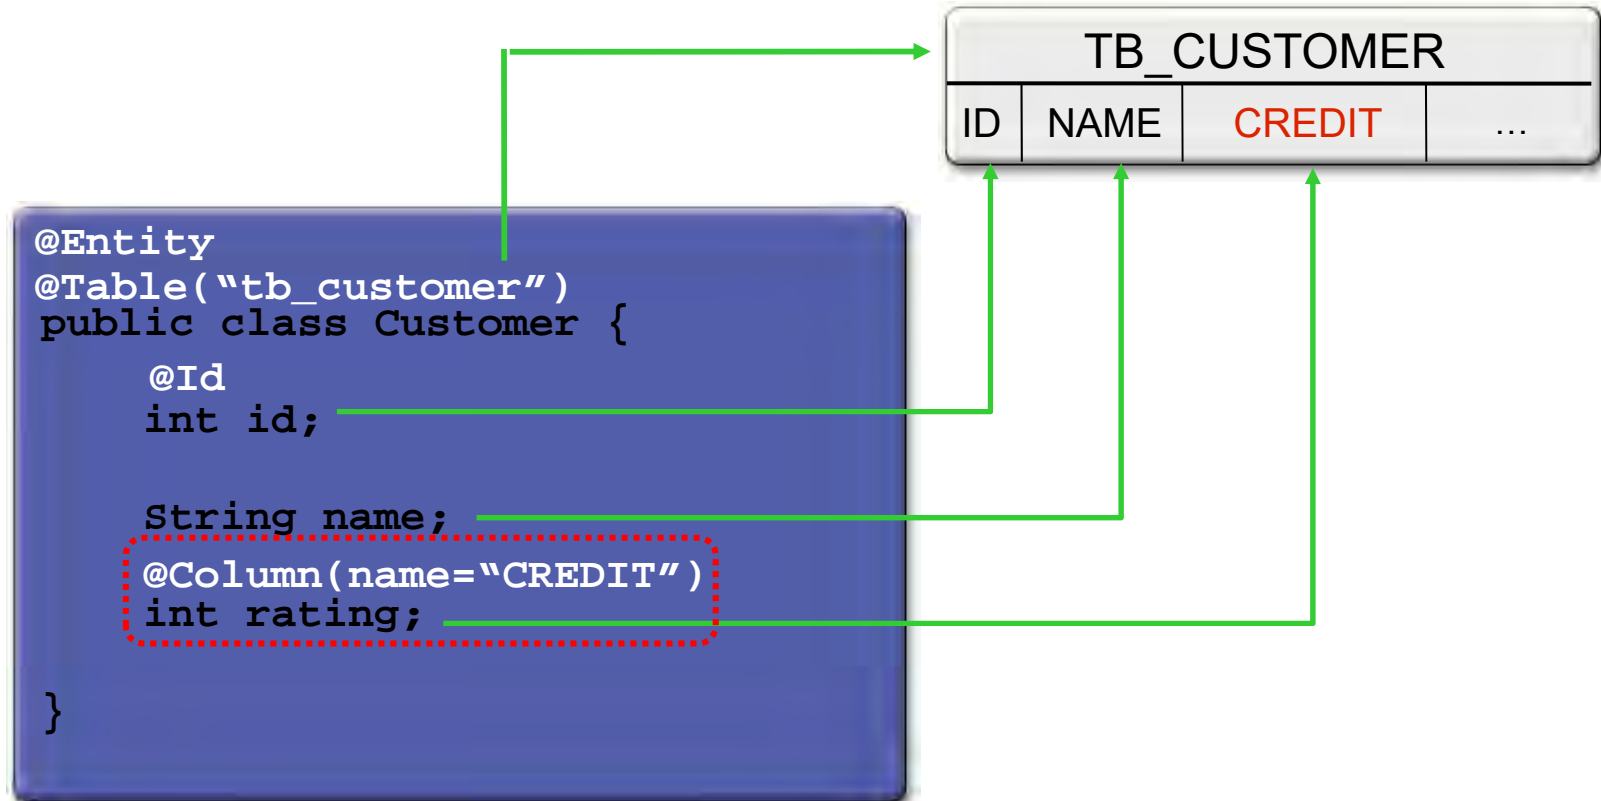 TB_CUSTOMER
ID NAME CREDIT ...
@Entity
@Table(“tb_customer”)
public class Customer {
@Id
int id;
String name;
@Column(name=“CREDIT”)
int rating;
}